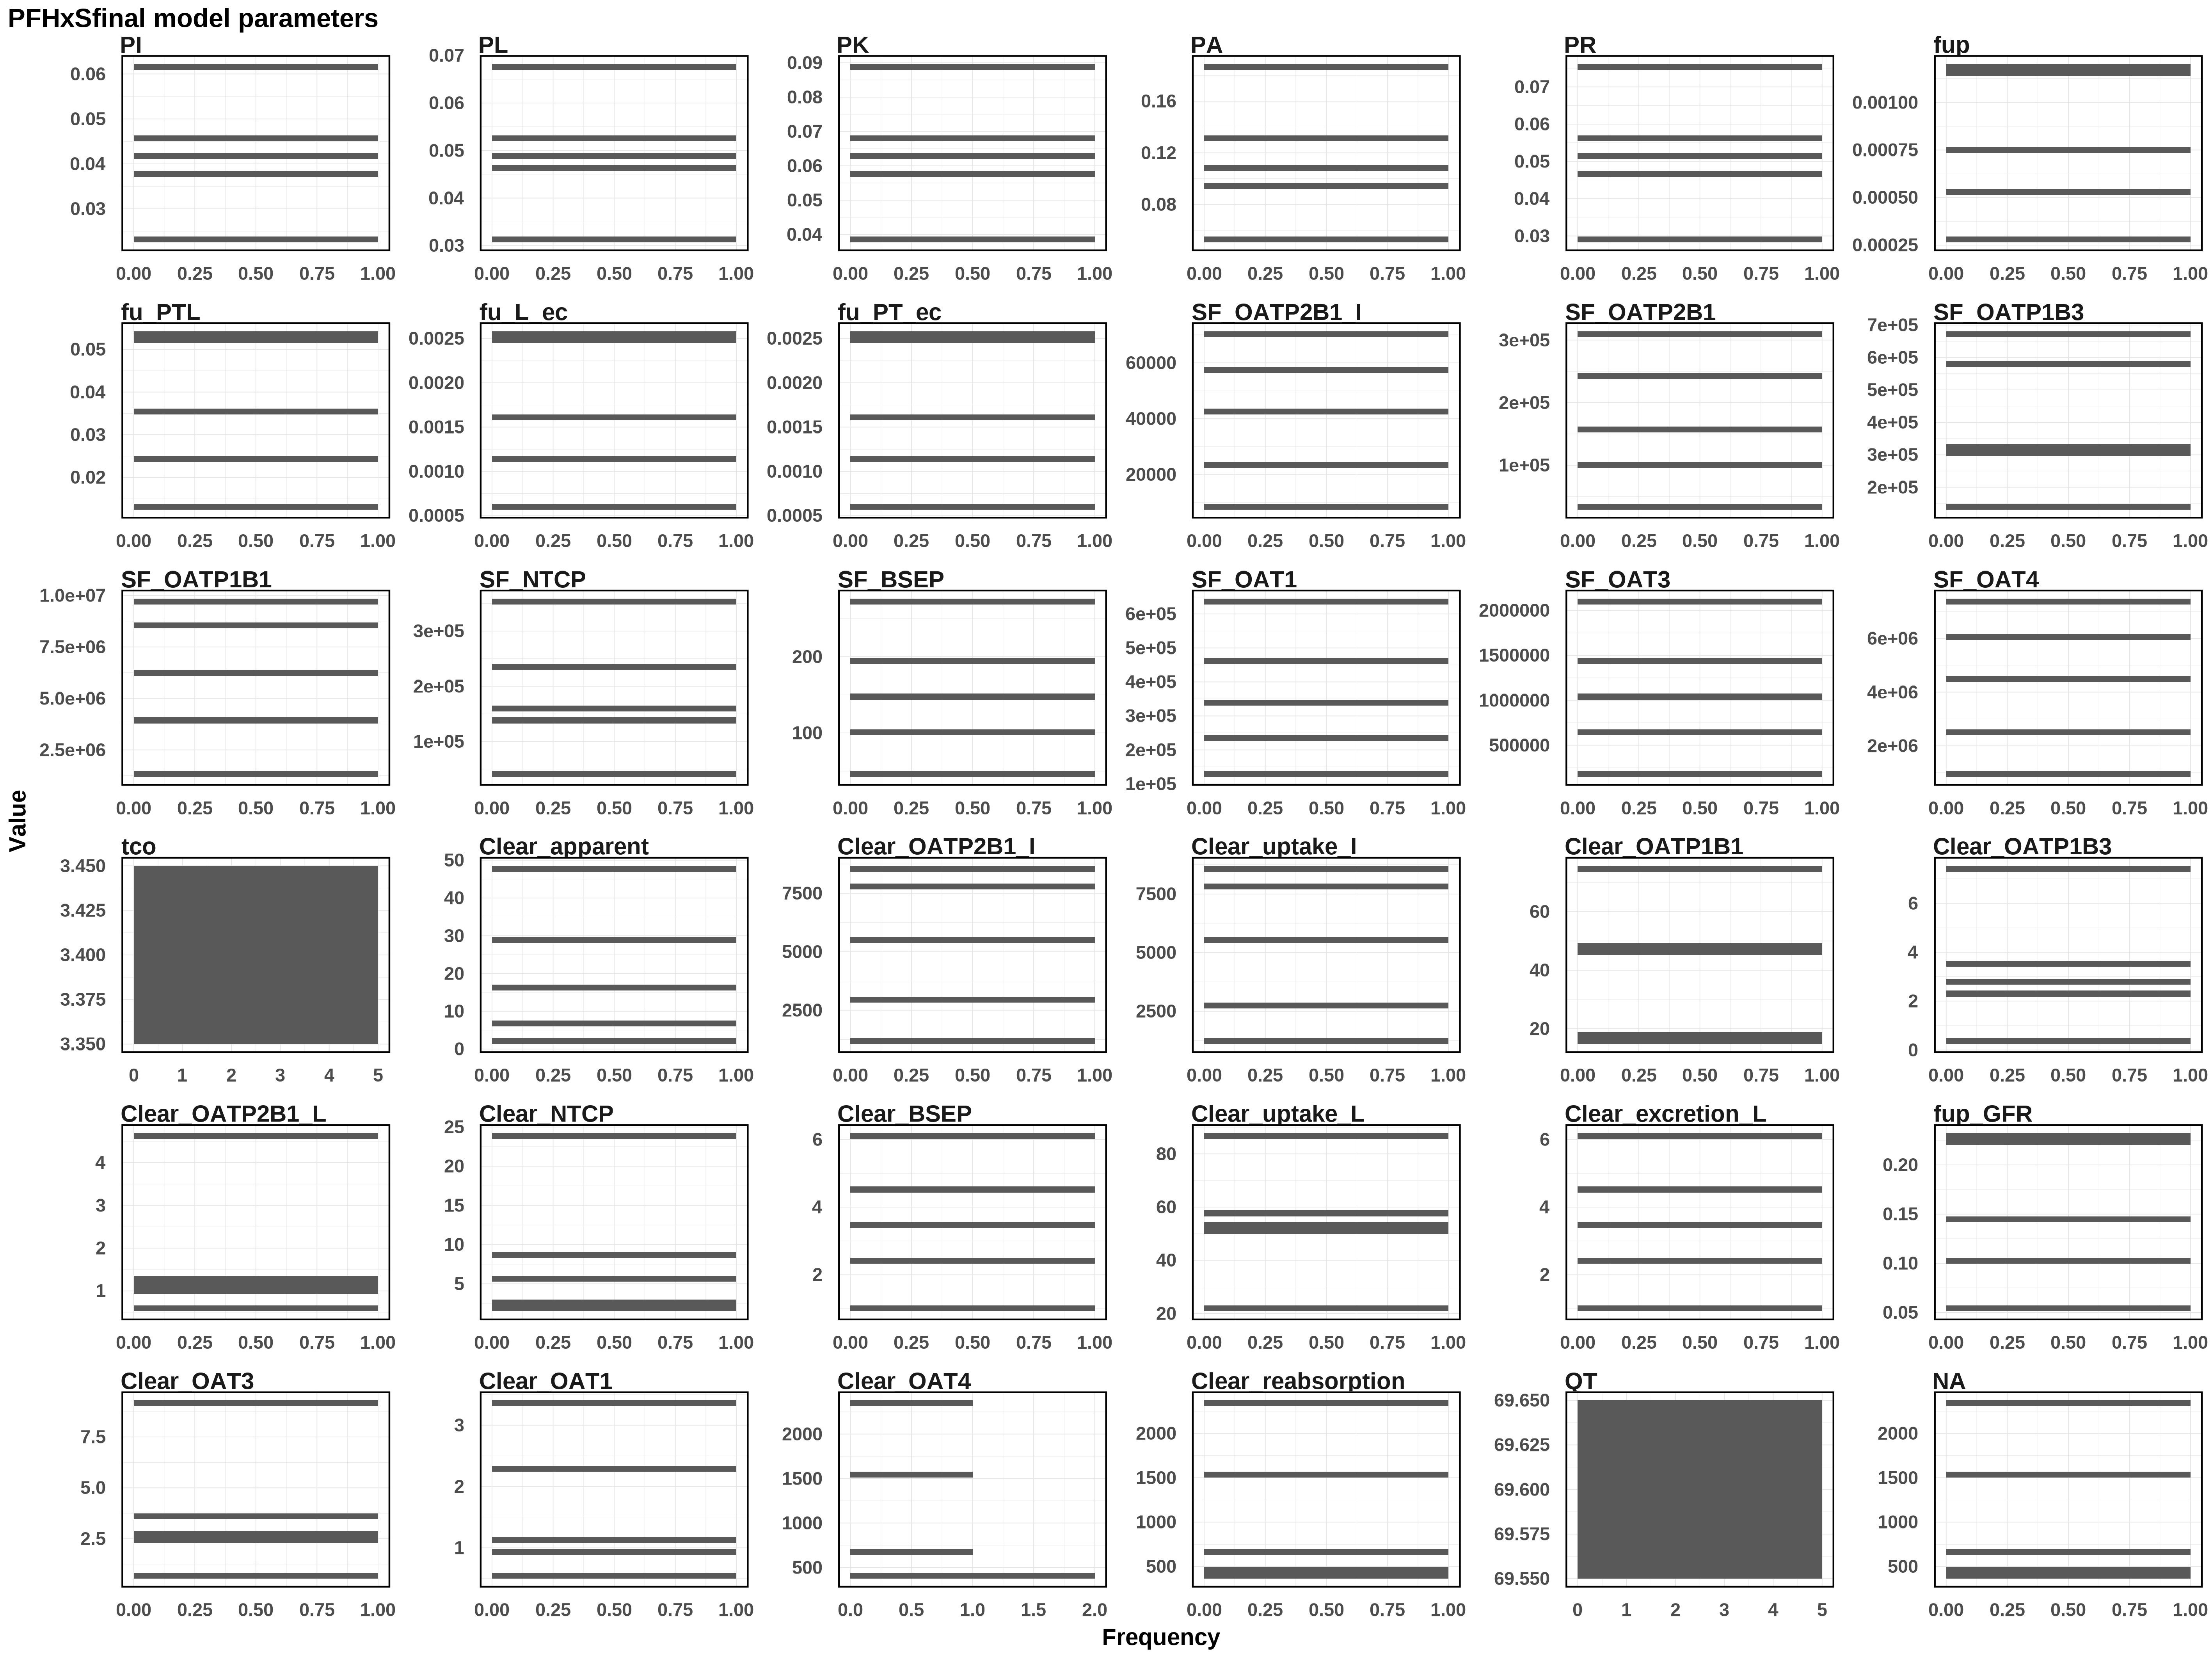 PFHxSfinal model parameters
PI PL PK PA PR fup
0.06 0.05 0.04 0.03
0.07 0.06 0.05 0.04 0.03
0.09 0.08 0.07 0.06 0.05 0.04
0.16 0.12 0.08
0.07 0.06 0.05 0.04 0.03
0.00100 0.00075 0.00050 0.00025
0.00 0.25 0.50 0.75 1.00 0.00 0.25 0.50 0.75 1.00 0.00 0.25 0.50 0.75 1.00 0.00 0.25 0.50 0.75 1.00 0.00 0.25 0.50 0.75 1.00 0.00 0.25 0.50 0.75 1.00
fu_PTL fu_L_ec fu_PT_ec SF_OATP2B1_I SF_OATP2B1 SF_OATP1B3
0.05 0.04 0.03 0.02
0.0025 0.0020 0.0015 0.0010 0.0005
0.0025 0.0020 0.0015 0.0010 0.0005
60000 40000 20000
3e+05 2e+05 1e+05
7e+05 6e+05 5e+05 4e+05 3e+05 2e+05
0.00 0.25 0.50 0.75 1.00 0.00 0.25 0.50 0.75 1.00 0.00 0.25 0.50 0.75 1.00 0.00 0.25 0.50 0.75 1.00 0.00 0.25 0.50 0.75 1.00 0.00 0.25 0.50 0.75 1.00
SF_OATP1B1 SF_NTCP SF_BSEP SF_OAT1 SF_OAT3 SF_OAT4
1.0e+07 7.5e+06 5.0e+06 2.5e+06
3e+05 2e+05 1e+05
200 100
6e+05 5e+05 4e+05 3e+05 2e+05 1e+05
2000000 1500000 1000000 500000
6e+06 4e+06 2e+06
0.00 0.25 0.50 0.75 1.00 0.00 0.25 0.50 0.75 1.00 0.00 0.25 0.50 0.75 1.00 0.00 0.25 0.50 0.75 1.00 0.00 0.25 0.50 0.75 1.00 0.00 0.25 0.50 0.75 1.00
Value
tco Clear_apparent Clear_OATP2B1_I Clear_uptake_I Clear_OATP1B1 Clear_OATP1B3
3.450 3.425 3.400 3.375 3.350
50 40 30 20 10 0
7500 5000 2500
7500 5000 2500
60 40 20
6 4 2 0
0 1 2 3 4 5 0.00 0.25 0.50 0.75 1.00 0.00 0.25 0.50 0.75 1.00 0.00 0.25 0.50 0.75 1.00 0.00 0.25 0.50 0.75 1.00 0.00 0.25 0.50 0.75 1.00
Clear_OATP2B1_L Clear_NTCP Clear_BSEP Clear_uptake_L Clear_excretion_L fup_GFR
4 3 2 1
25 20 15 10 5
6 4 2
80 60 40 20
6 4 2
0.20 0.15 0.10 0.05
0.00 0.25 0.50 0.75 1.00 0.00 0.25 0.50 0.75 1.00 0.00 0.25 0.50 0.75 1.00 0.00 0.25 0.50 0.75 1.00 0.00 0.25 0.50 0.75 1.00 0.00 0.25 0.50 0.75 1.00
Clear_OAT3 Clear_OAT1 Clear_OAT4 Clear_reabsorption QT NA
7.5 5.0 2.5
3 2 1
2000 1500 1000 500
2000 1500 1000 500
69.650 69.625 69.600 69.575 69.550
2000 1500 1000 500
0.00 0.25 0.50 0.75 1.00 0.00 0.25 0.50 0.75 1.00 0.0 0.5 1.0 1.5 2.0 0.00 0.25 0.50 0.75 1.00 0 1 2 3 4 5 0.00 0.25 0.50 0.75 1.00
Frequency